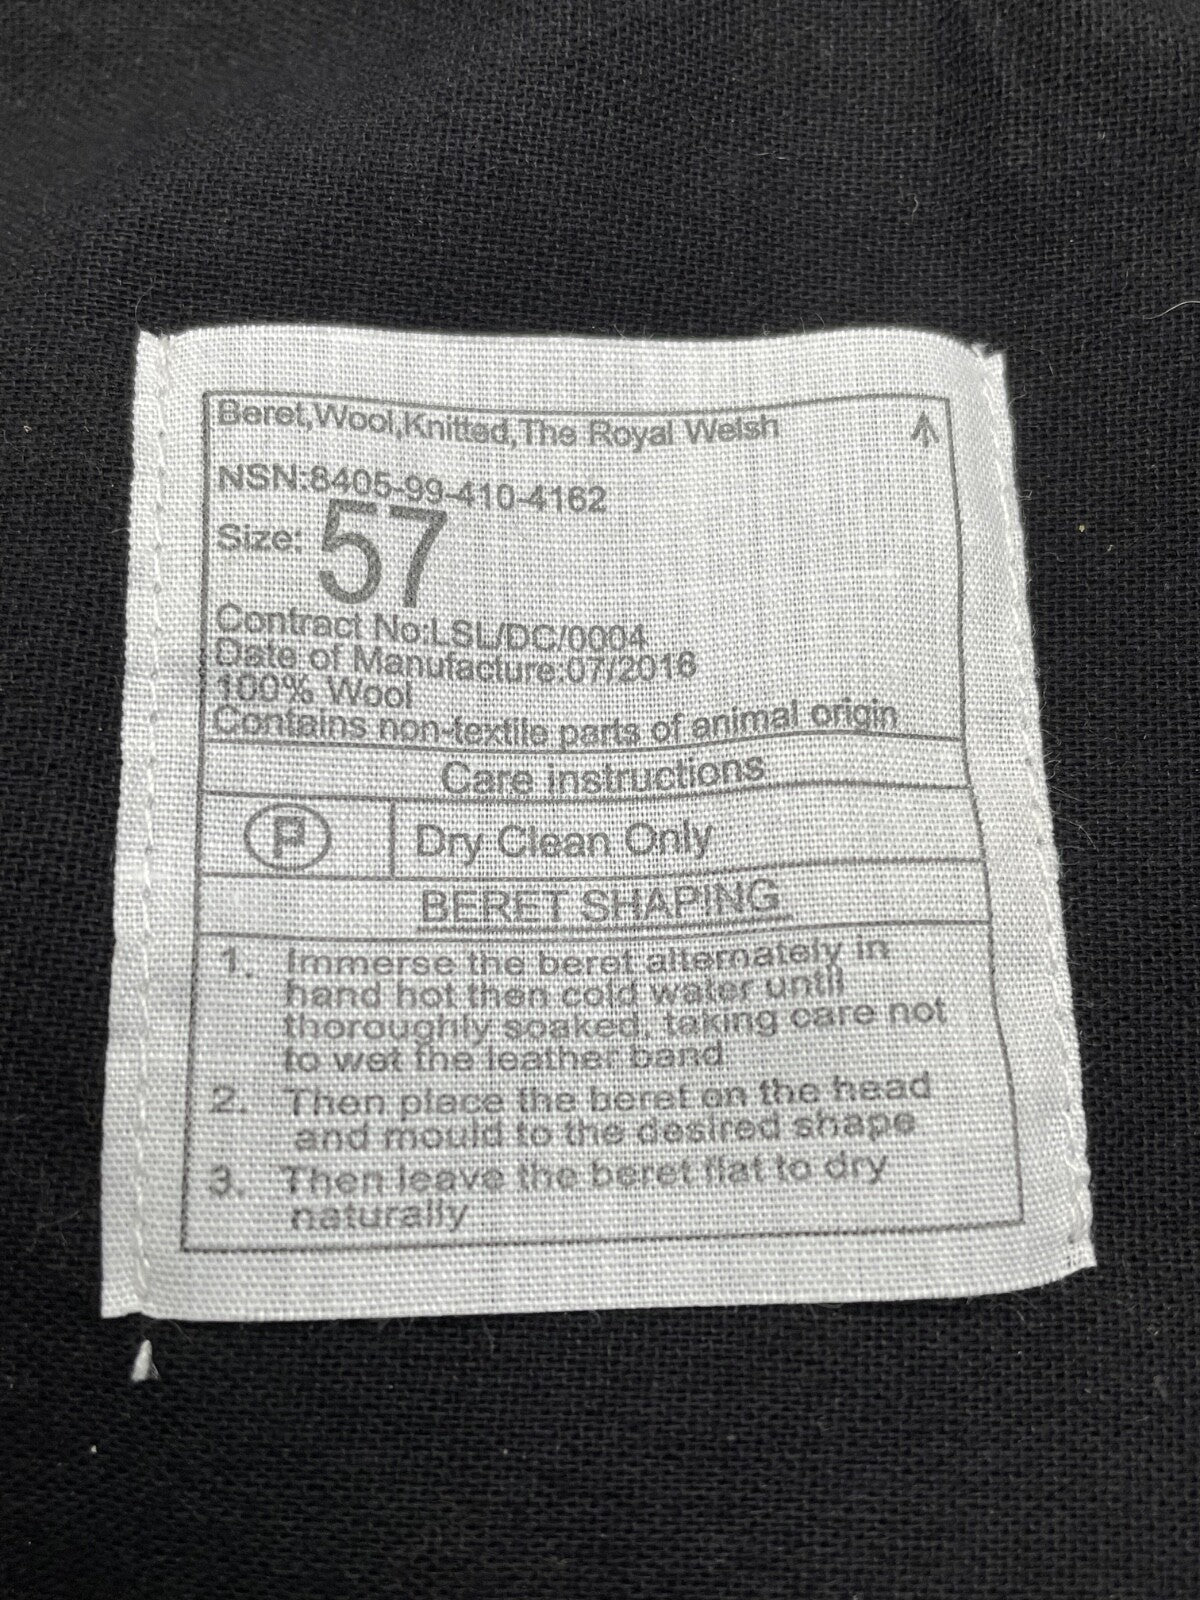 Beret,Wool,Knitted,The Royal Welsh
NSN:8405-99-410-4162
Size: 57
Contract No:LSL/DC/0004
Date of Manufacture:07/2016
100% Wool
Contains non-textile parts of animal origin
Care instructions
P Dry Clean Only
BERET SHAPING
1. Immerse the beret alternately in
hand hot then cold water until
thoroughly soaked, taking care not
to wet the leather band
2. Then place the beret on the head
and mould to the desired shape
3. Then leave the beret flat to dry
naturally